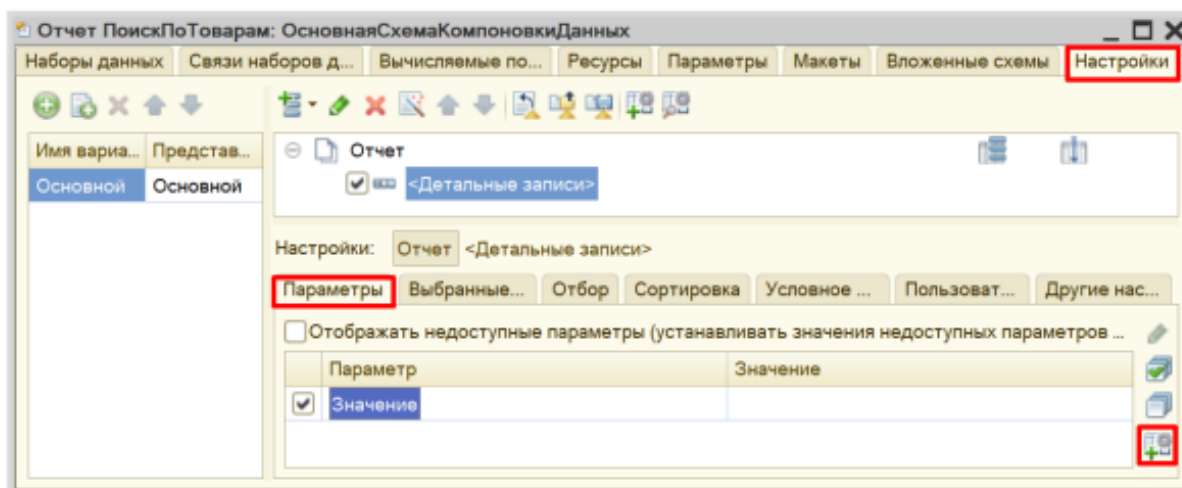 Отчет ПоискПоТоварам: ОсновнаяСхемаКомпоновкиДанных
Наборы данных Связи наборов д... Вычисляемые по... Ресурсы Параметры Макеты Вложенные схемы Настройки
Имя вариа... Представ...
Основной Основной
Отчет
<Детальные записи>
Настройки: Отчет <Детальные записи>
Параметры Выбранные... Отбор Сортировка Условное ... Пользоват... Другие нас...
Отображать недоступные параметры (устанавливать значения недоступных параметров ...
Параметр Значение
Значение